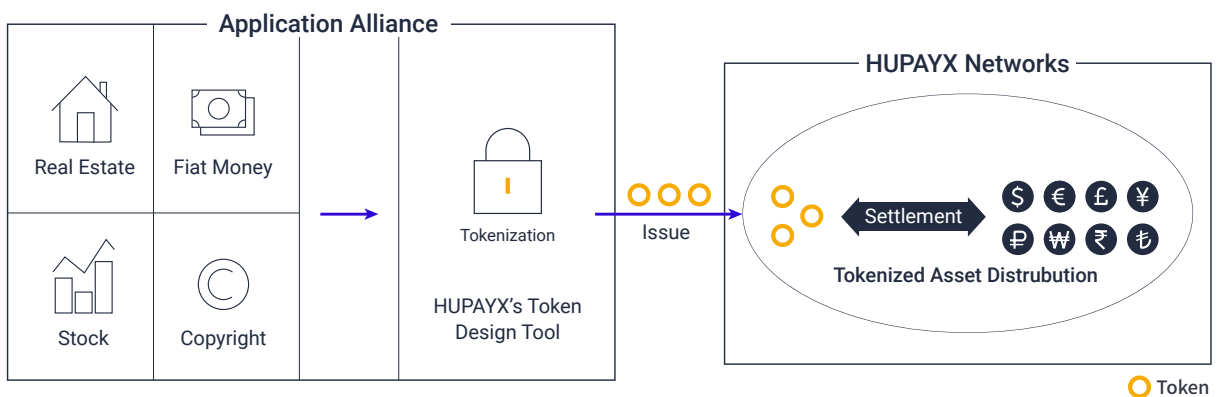 Application Alliance
Real Estate
Fiat Money
Stock
Copyright
Tokenization
HUPAYX's Token
Design Tool
Issue
HUPAYX Networks
Settlement
$ € £ ¥
₽ ₩ ₹ ₺
Tokenized Asset Distrubution
Token